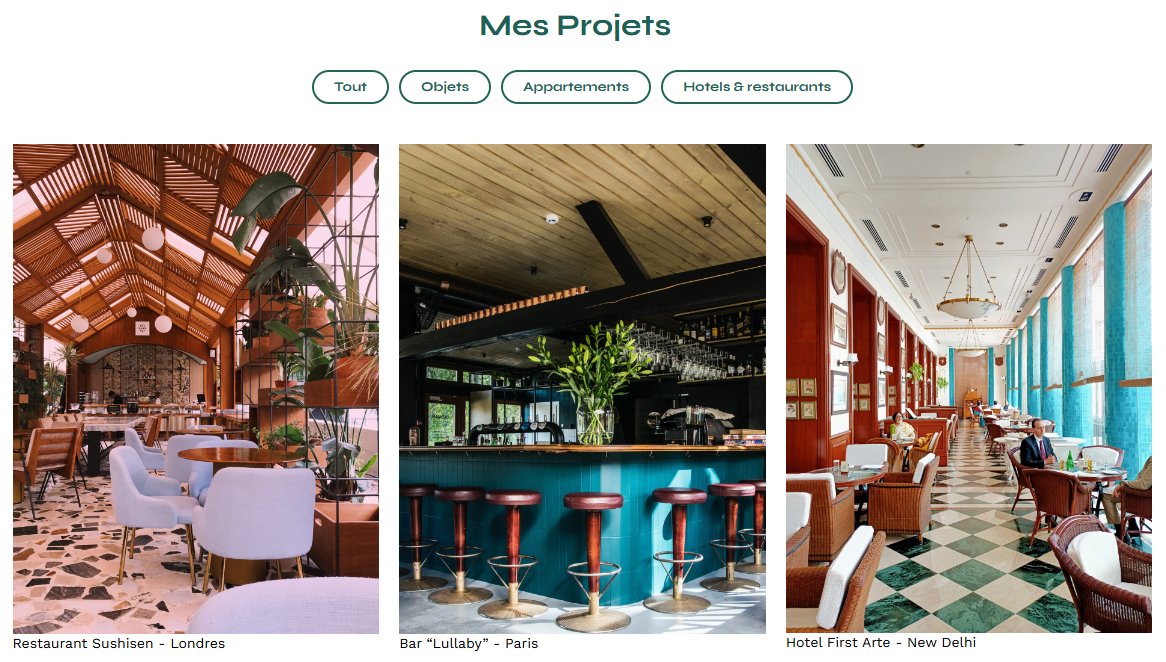 Mes Projets
Tout
Objets
Appartements
Hotels & restaurants
Restaurant Sushisen - Londres
Bar “Lullaby” - Paris
Hotel First Arte - New Delhi